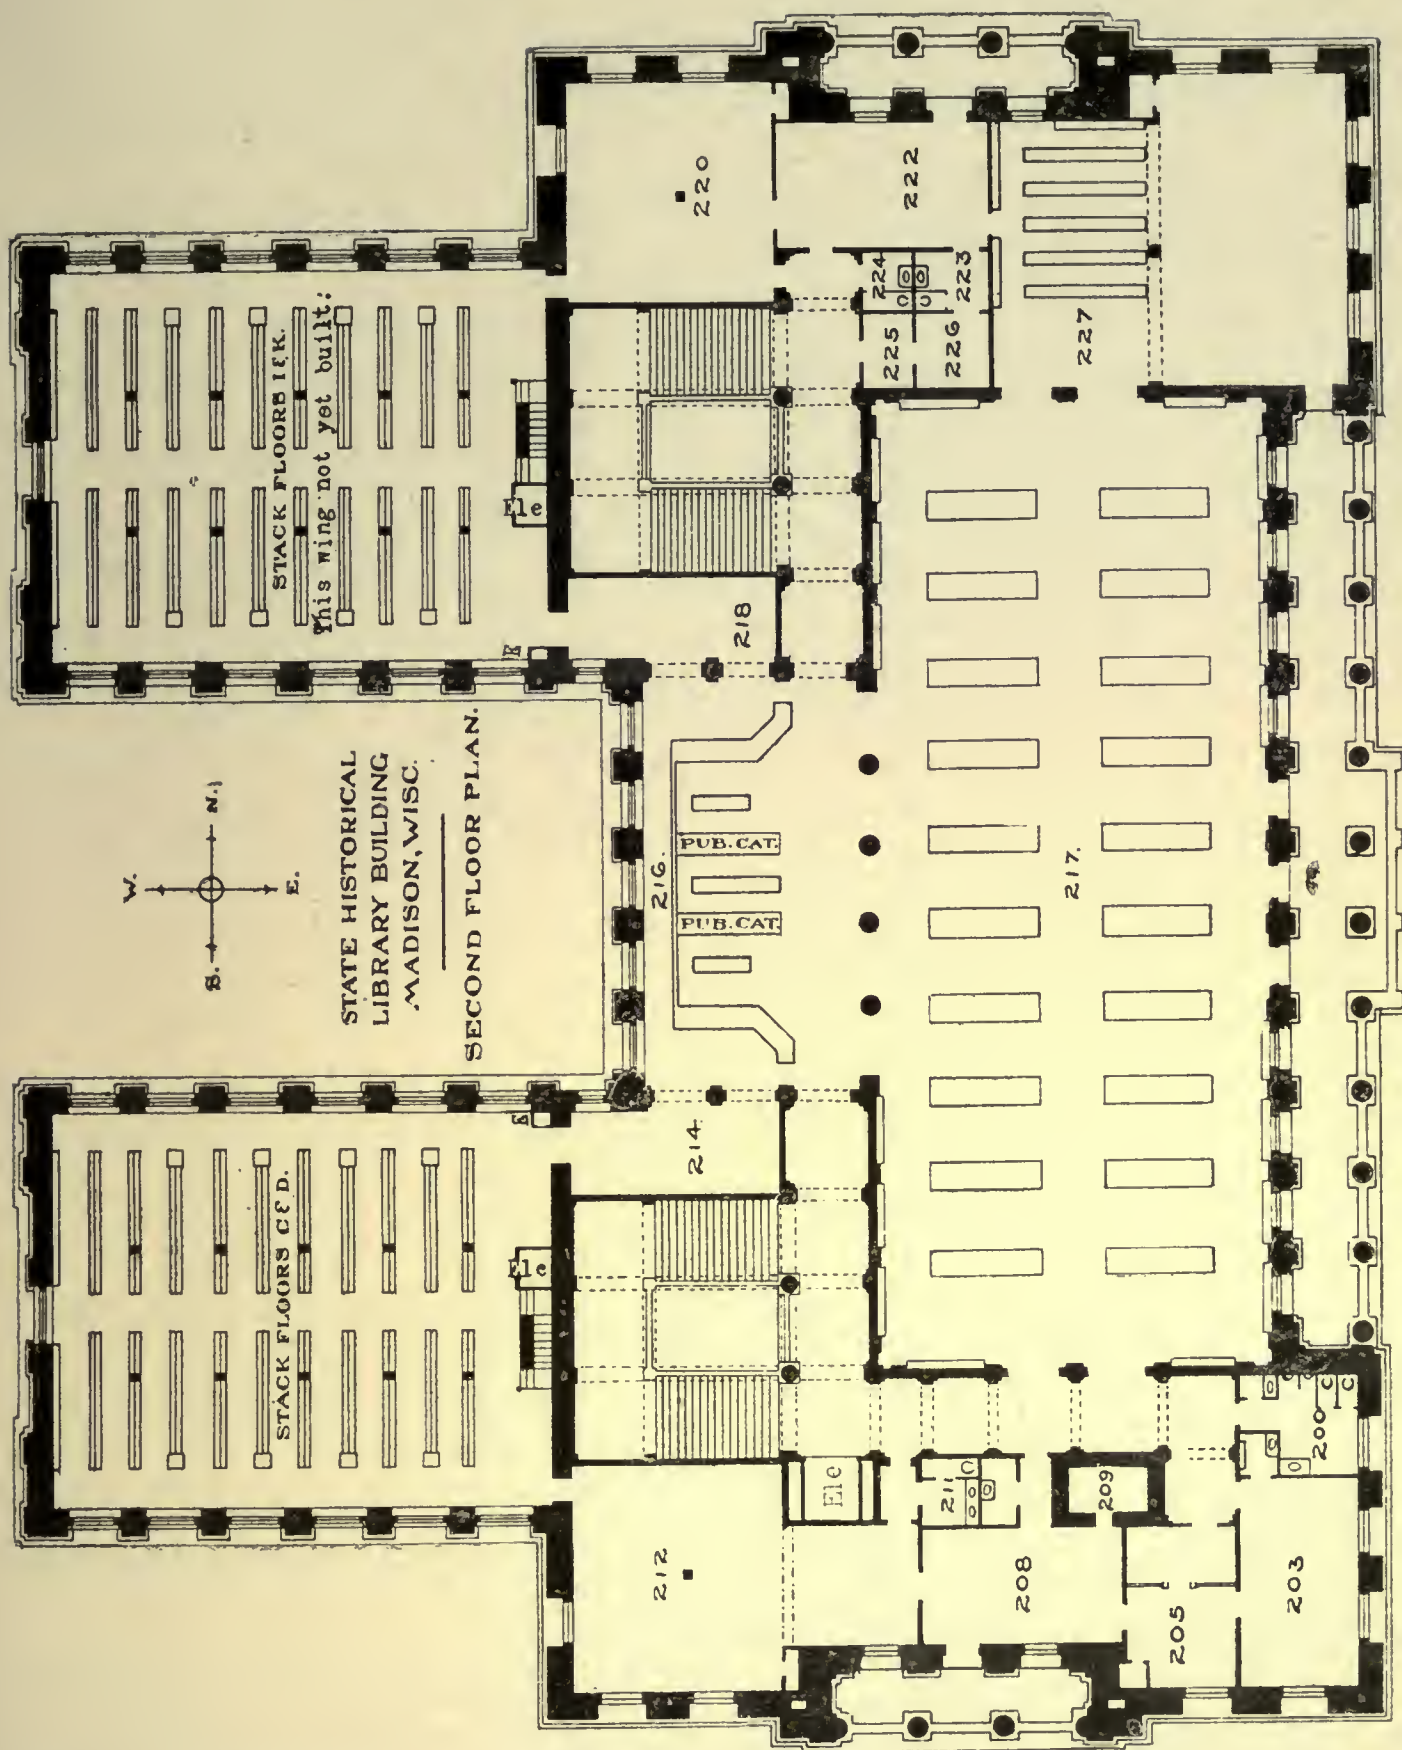 STATE HISTORICAL
LIBRARY BUILDING
MADISON, WISC.
SECOND FLOOR PLAN.
W.
N.
S.
E.
STACK FLOORS I & K.
This wing not yet built:
STACK FLOORS C & D.
Ele
E
Ele
E
Ele
220
222
224
223
225
226
227
218
216.
PUB. CAT.
PUB. CAT.
217.
214.
212
211
209
208
205
203
200
C
C